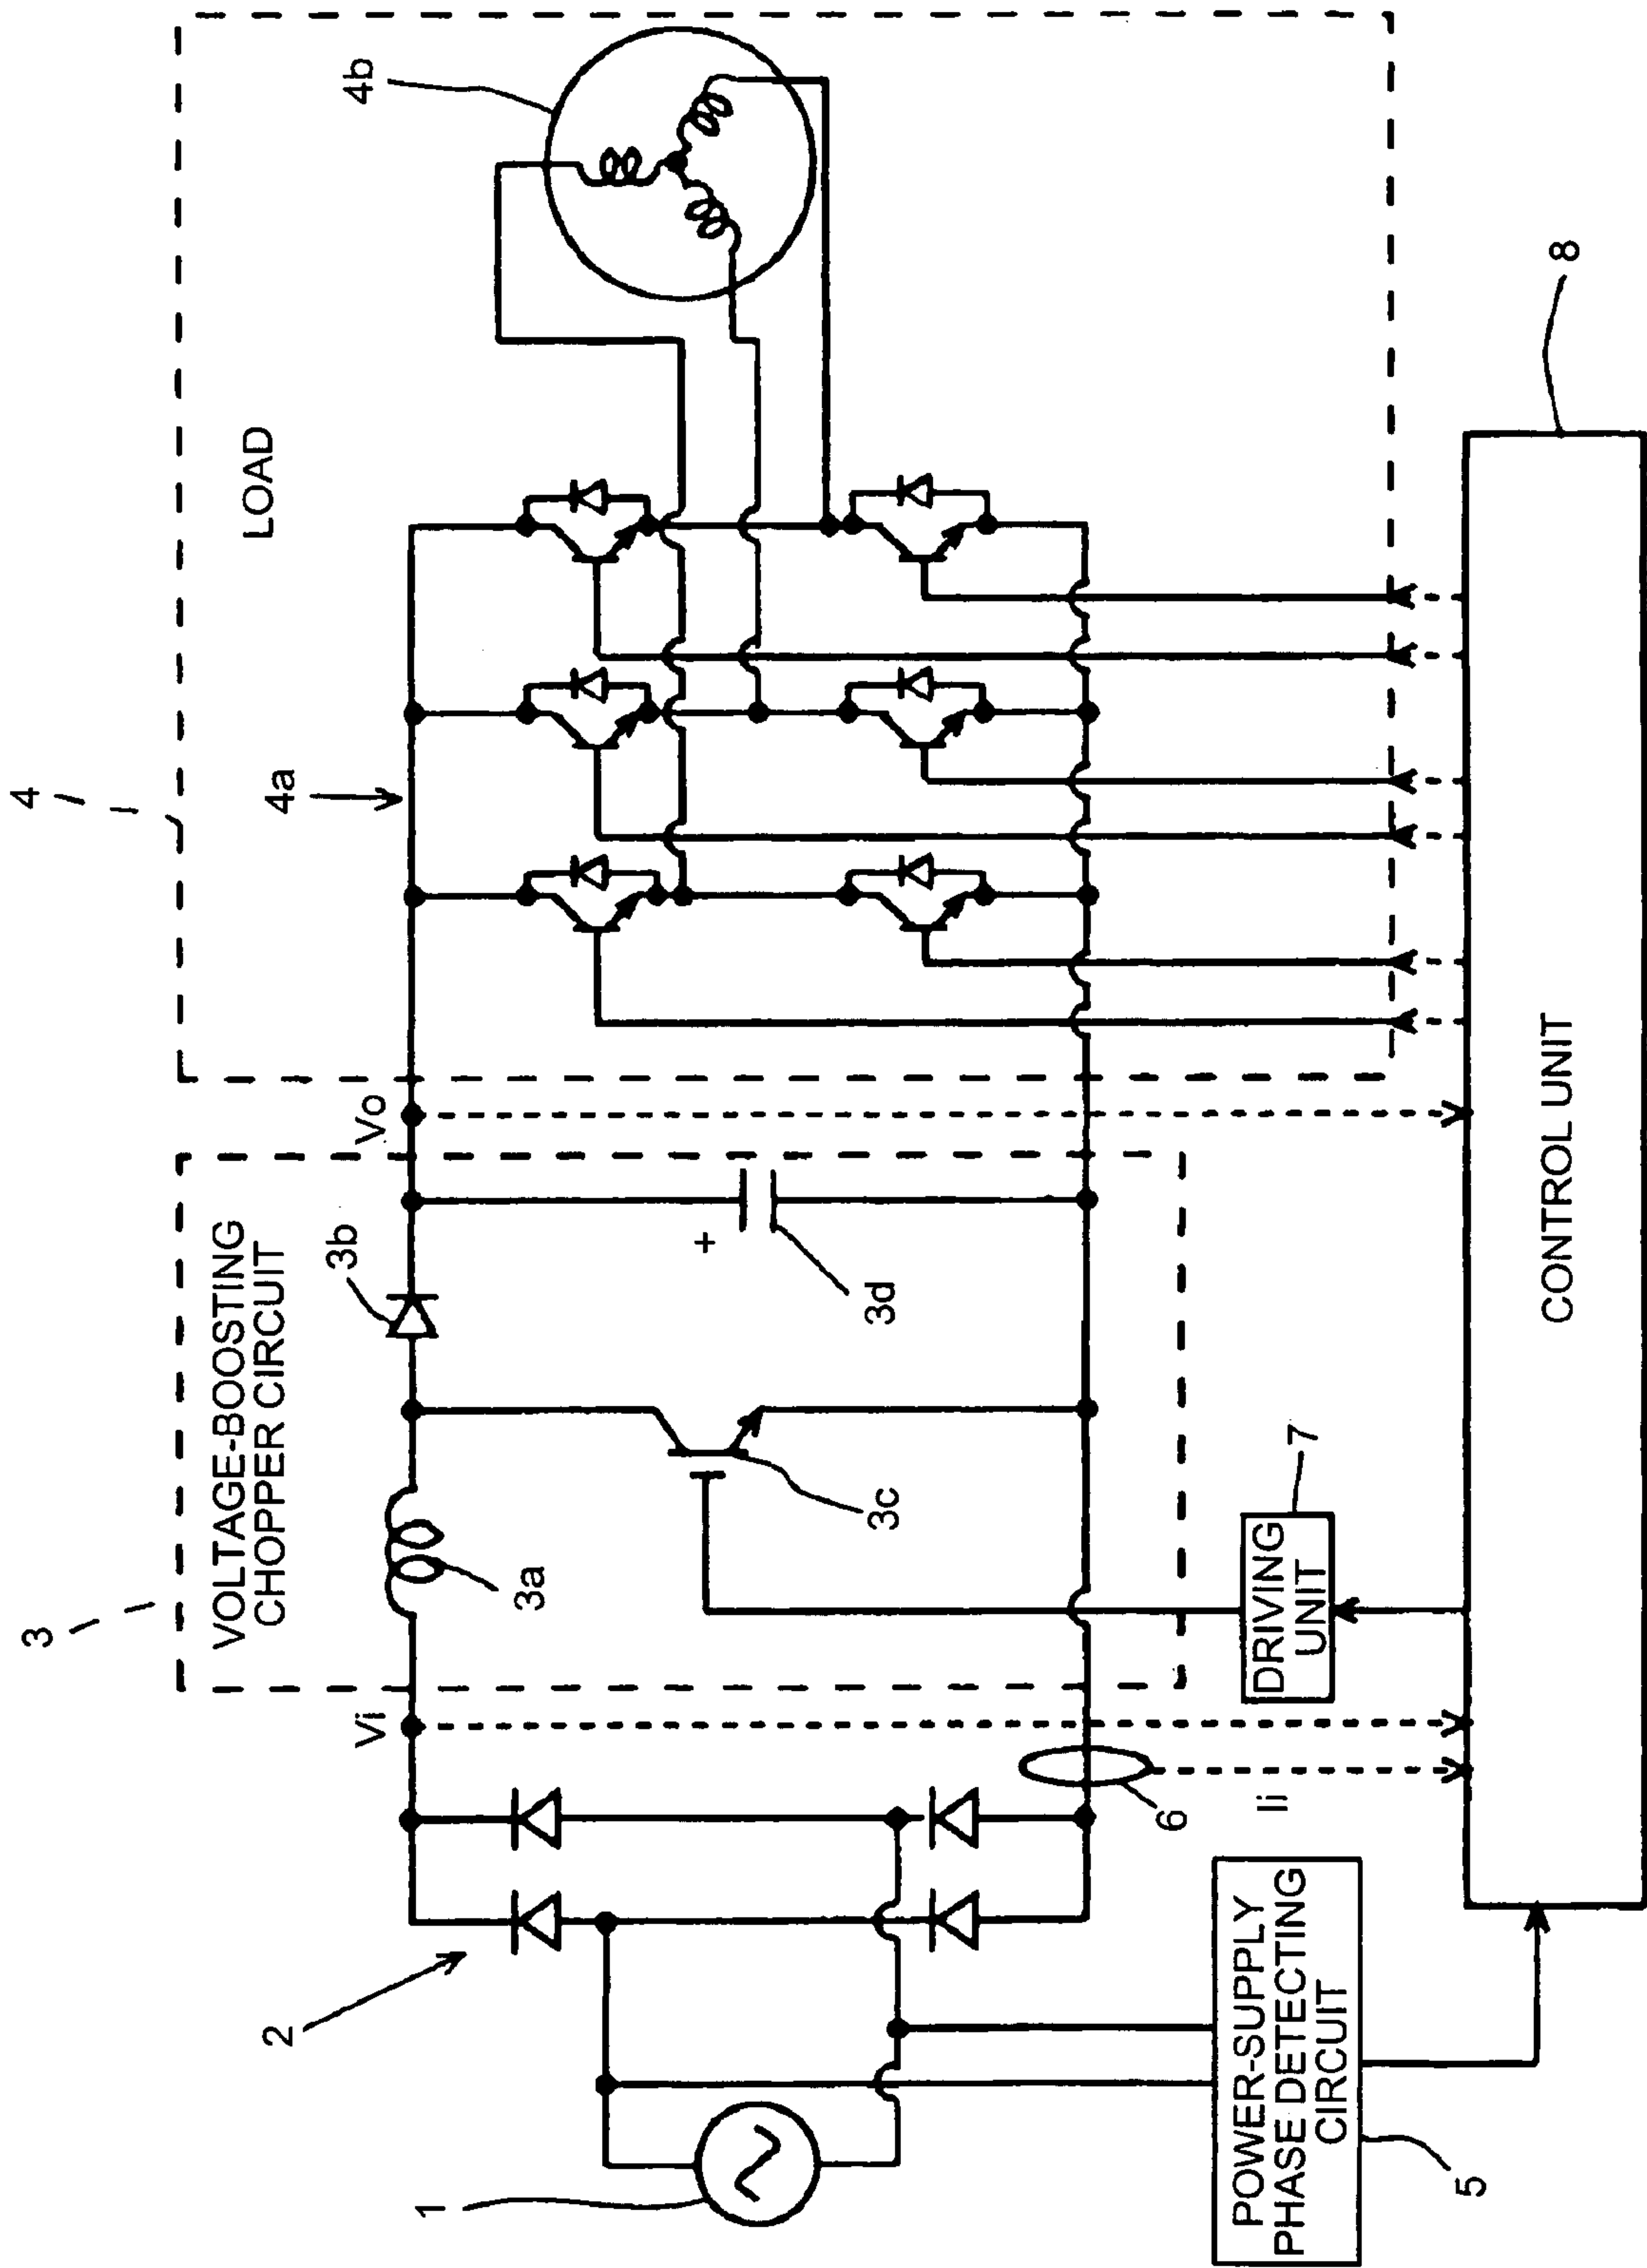 3
VOLTAGE-BOOSTING
CHOPPER CIRCUIT
4
LOAD
4a
4b
2
Vi
3a
3b
Vo
+
3c
3d
1
6
Ii
7
DRIVING
UNIT
POWER-SUPPLY
PHASE DETECTING
CIRCUIT
5
CONTROL UNIT
8